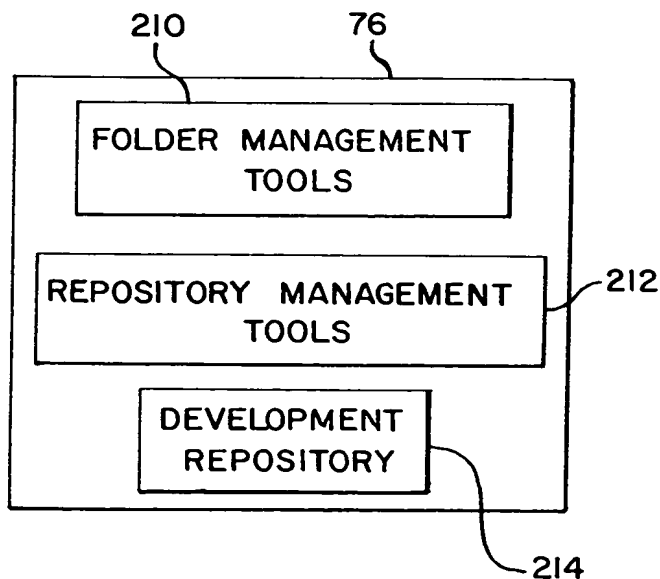 210
76
FOLDER MANAGEMENT
TOOLS
REPOSITORY MANAGEMENT
TOOLS
212
DEVELOPMENT
REPOSITORY
214